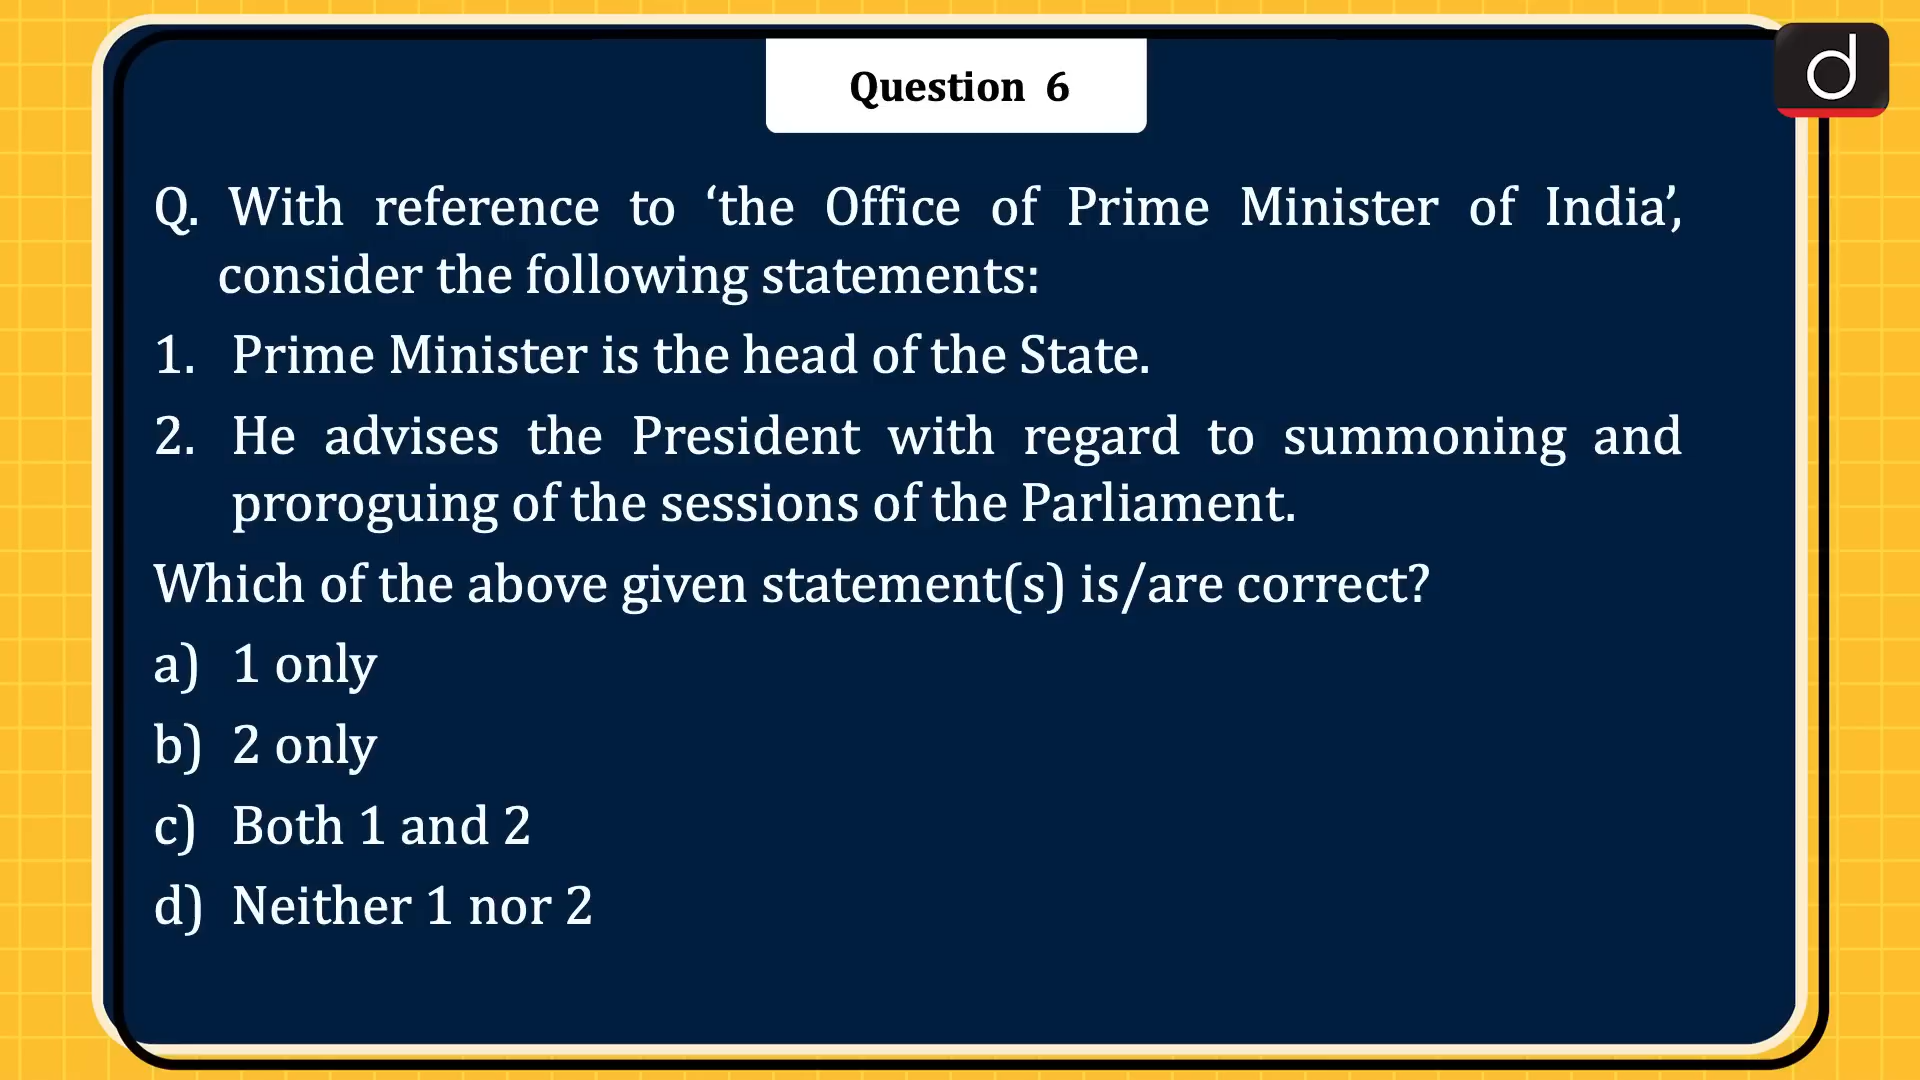 Question 6
d
Q. With reference to ‘the Office of Prime Minister of India’,
consider the following statements:
1. Prime Minister is the head of the State.
2. He advises the President with regard to summoning and
proroguing of the sessions of the Parliament.
Which of the above given statement(s) is/are correct?
a) 1 only
b) 2 only
c) Both 1 and 2
d) Neither 1 nor 2